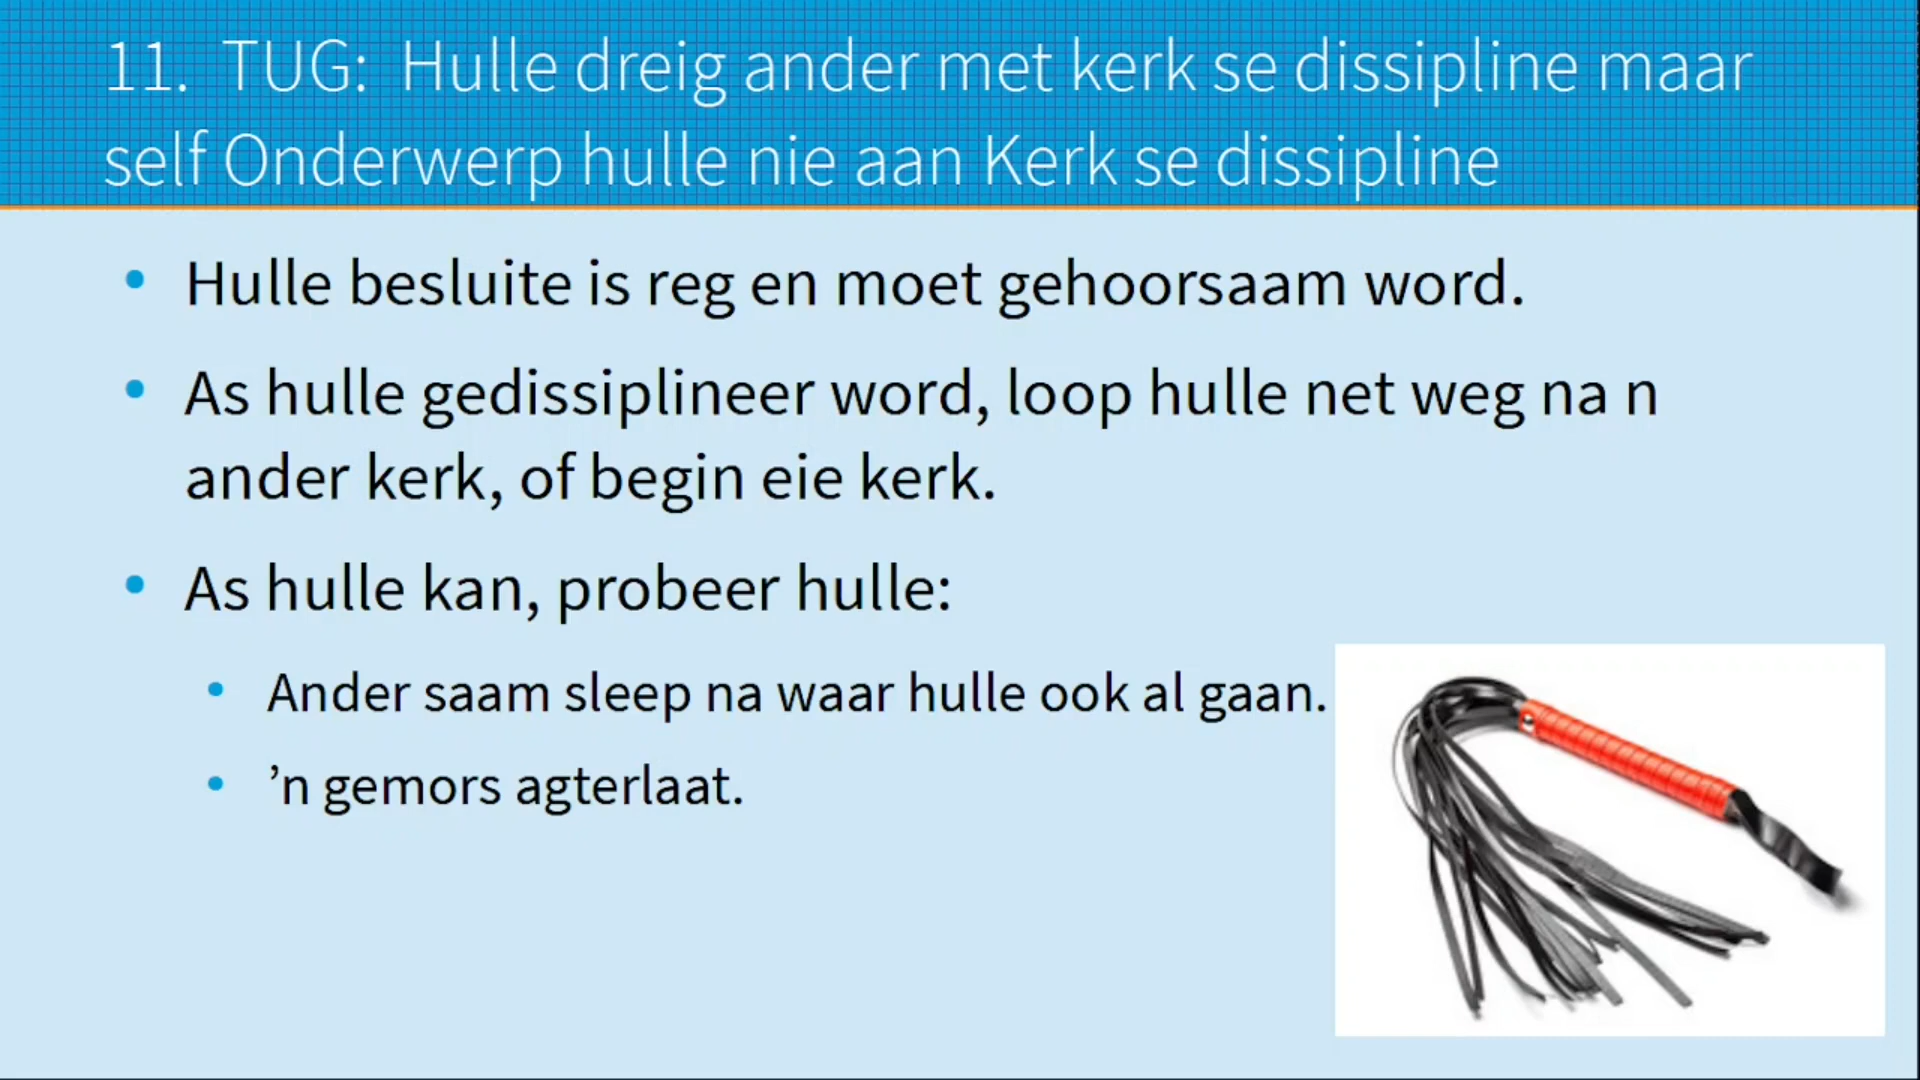 11. TUG: Hulle dreig ander met kerk se dissipline maar
self Onderwerp hulle nie aan Kerk se dissipline
• Hulle besluite is reg en moet gehoorsaam word.
• As hulle gedissiplineer word, loop hulle net weg na n
ander kerk, of begin eie kerk.
• As hulle kan, probeer hulle:
• Ander saam sleep na waar hulle ook al gaan.
• ’n gemors agterlaat.